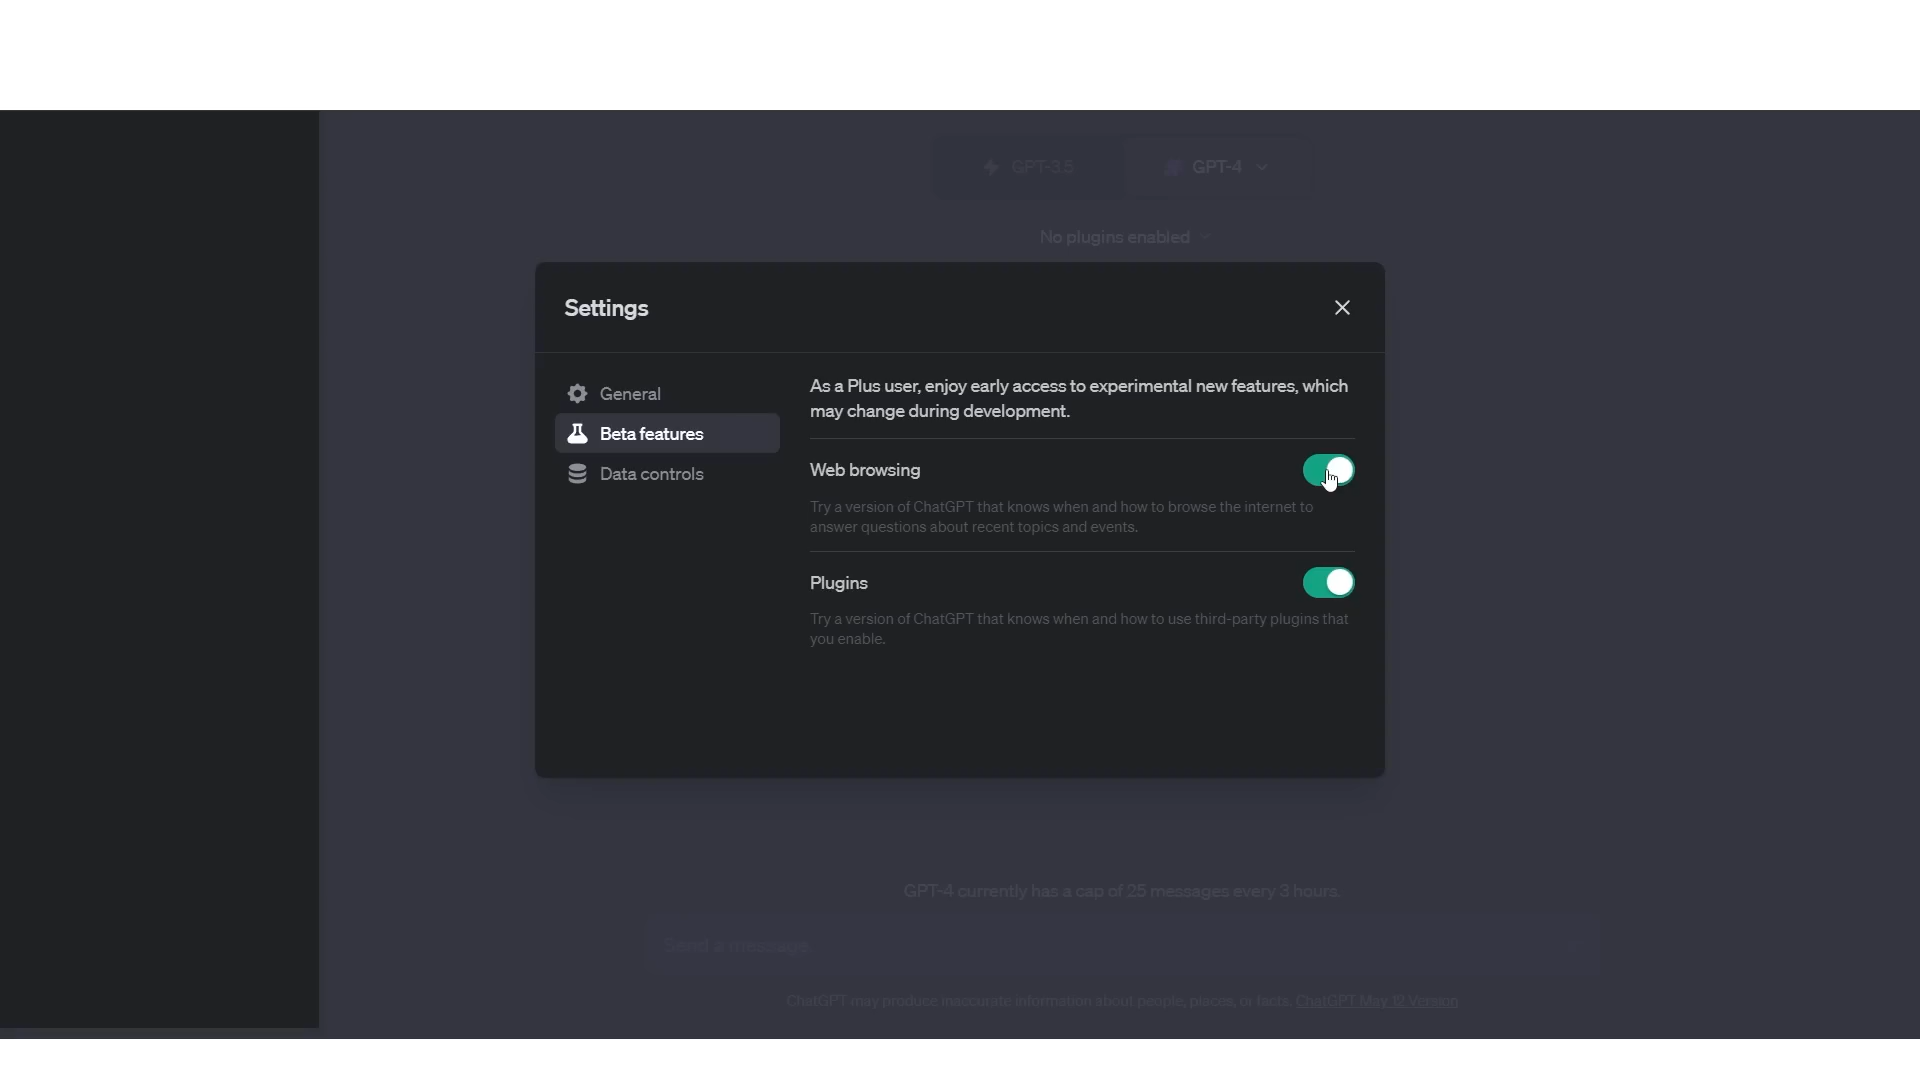 GPT-3.5
GPT-4
No plugins enabled
Settings
General
Beta features
Data controls
As a Plus user, enjoy early access to experimental new features, which
may change during development.
Web browsing
Try a version of ChatGPT that knows when and how to browse the internet to
answer questions about recent topics and events.
Plugins
Try a version of ChatGPT that knows when and how to use third-party plugins that
you enable.
GPT-4 currently has a cap of 25 messages every 3 hours.
Send a message.
ChatGPT may produce inaccurate information about people, places, or facts. ChatGPT May 12 Version